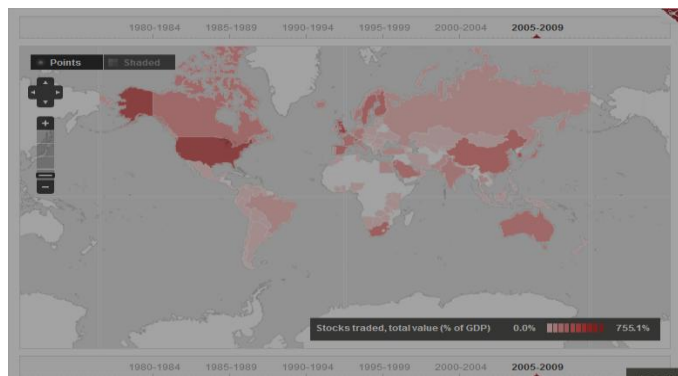 1980-1984 1985-1989 1990-1994 1995-1999 2000-2004 2005-2009
Points Shaded
+
−
Stocks traded, total value (% of GDP) 0.0% 755.1%
1980-1984 1985-1989 1990-1994 1995-1999 2000-2004 2005-2009